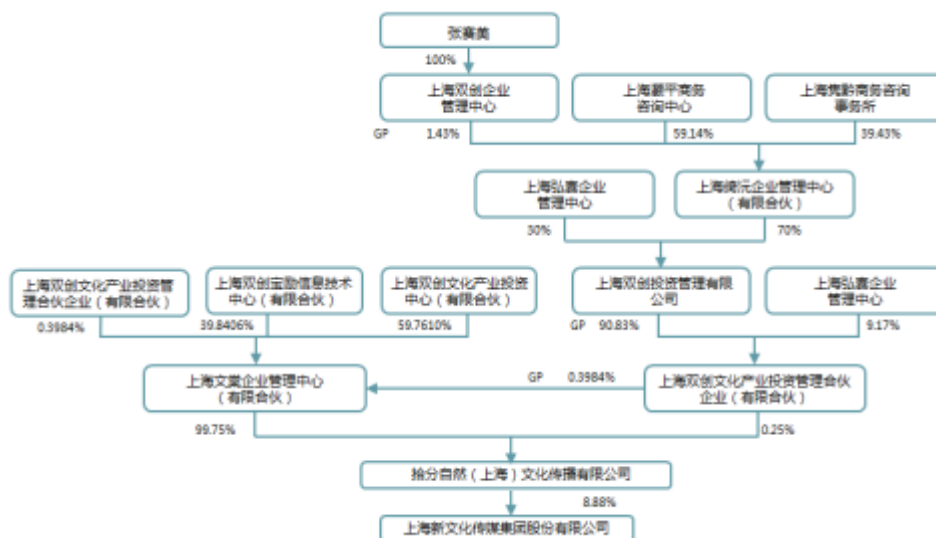 张赛美
100%
上海双创企业
管理中心
上海灏平商务
咨询中心
上海隽黔商务咨询
事务所
GP
1.43%
59.14%
39.43%
上海弘嘉企业
管理中心
上海绮沅企业管理中心
（有限合伙）
30%
70%
上海双创文化产业投资管
理合伙企业（有限合伙）
上海双创宝励信息技术
中心（有限合伙）
上海双创文化产业投资
中心（有限合伙）
上海双创投资管理有限
公司
上海弘嘉企业
管理中心
0.3984%
39.8406%
59.7610%
GP
90.83%
9.17%
上海文棠企业管理中心
（有限合伙）
GP
0.3984%
上海双创文化产业投资管理合伙
企业（有限合伙）
99.75%
0.25%
拾分自然（上海）文化传播有限公司
8.88%
上海新文化传媒集团股份有限公司